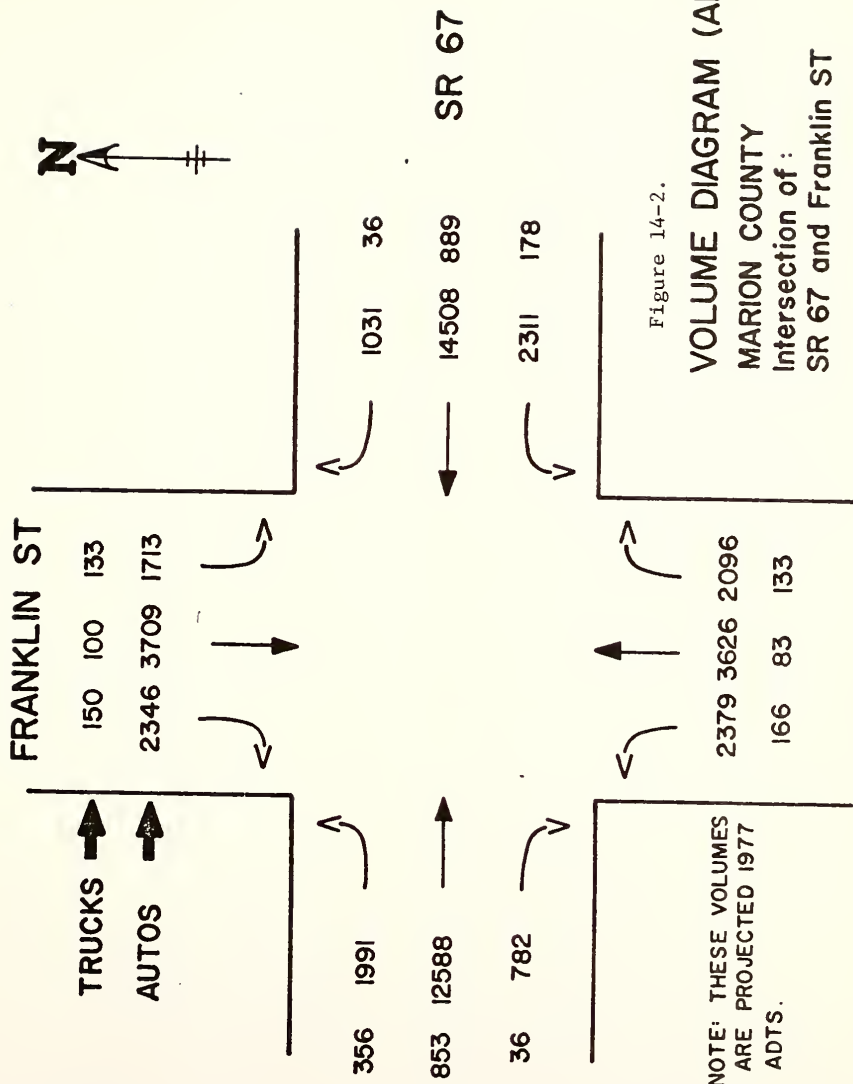 FRANKLIN ST
N
TRUCKS
150 100 133
AUTOS
2346 3709 1713
356 1991
853 12588
36 782
1031 36
14508 889
2311 178
SR 67
2379 3626 2096
166 83 133
NOTE: THESE VOLUMES
ARE PROJECTED 1977
ADTS.
Figure 14-2.
VOLUME DIAGRAM
MARION COUNTY
Intersection of :
SR 67 and Franklin ST